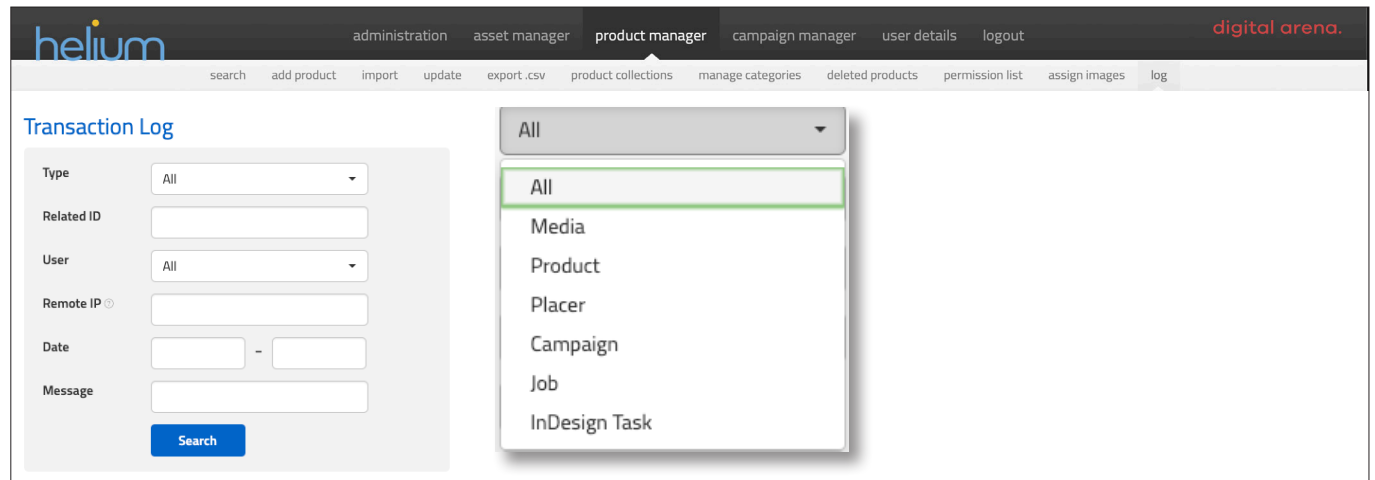 helium
administration asset manager product manager campaign manager user details logout
digital arena.
search add product import update export .csv product collections manage categories deleted products permission list assign images log
Transaction Log
Type All
Related ID
User All
Remote IP ?
Date -
Message
Search
All
All
Media
Product
Placer
Campaign
Job
InDesign Task